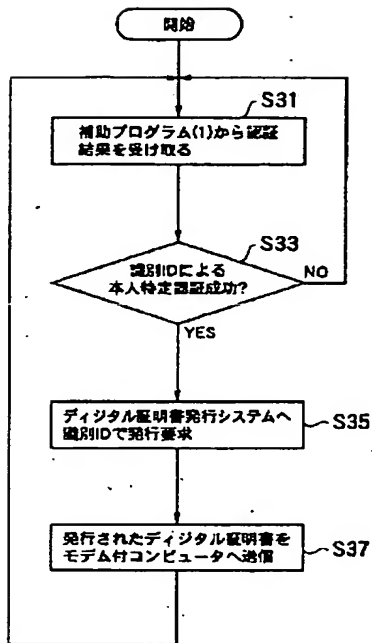 開始
S31
補助プログラム(1)から認証
結果を受け取る
S33
識別IDによる
本人特定認証成功?
NO
YES
ディジタル証明書発行システムへ
識別IDで発行要求
S35
発行されたディジタル証明書を
モデム付コンピュータへ送信
S37